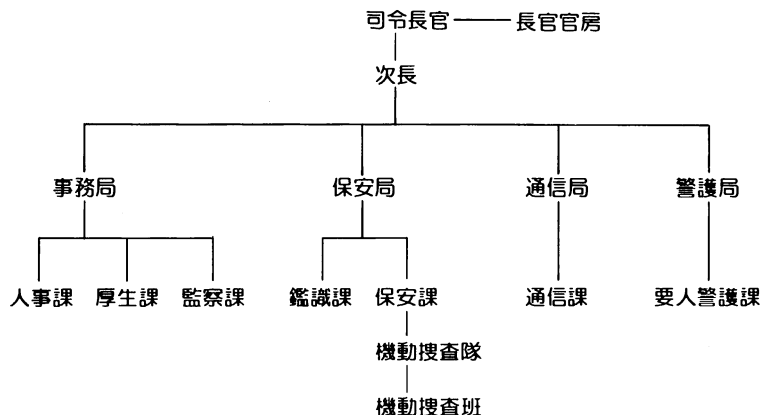 司令長官 長官官房
次長
事務局 保安局 通信局 警護局
人事課 厚生課 監察課 鑑識課 保安課 通信課 要人警護課
機動捜査隊
機動捜査班